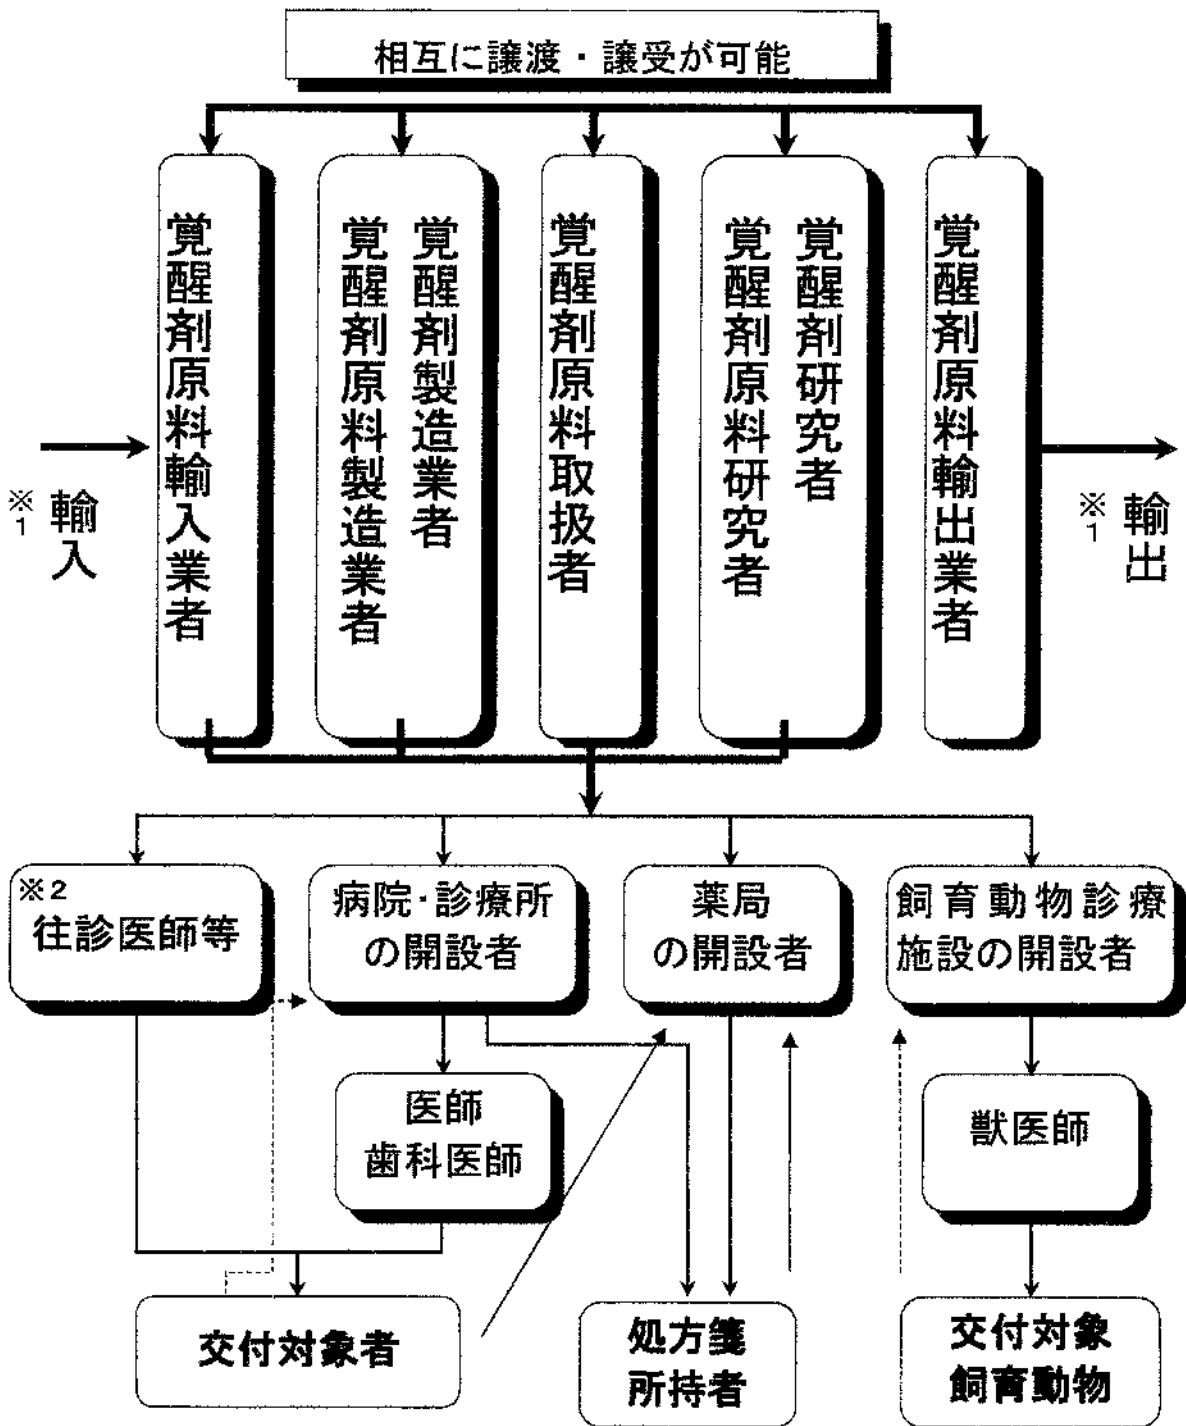 相互に譲渡・譲受が可能
※1
輸入
覚醒剤原料輸入業者
覚醒剤製造業者
覚醒剤原料製造業者
覚醒剤原料取扱者
覚醒剤研究者
覚醒剤原料研究者
覚醒剤原料輸出業者
※1
輸出
※2
往診医師等
病院・診療所
の開設者
薬局
の開設者
飼育動物診療
施設の開設者
医師
歯科医師
獣医師
交付対象者
処方箋
所持者
交付対象
飼育動物